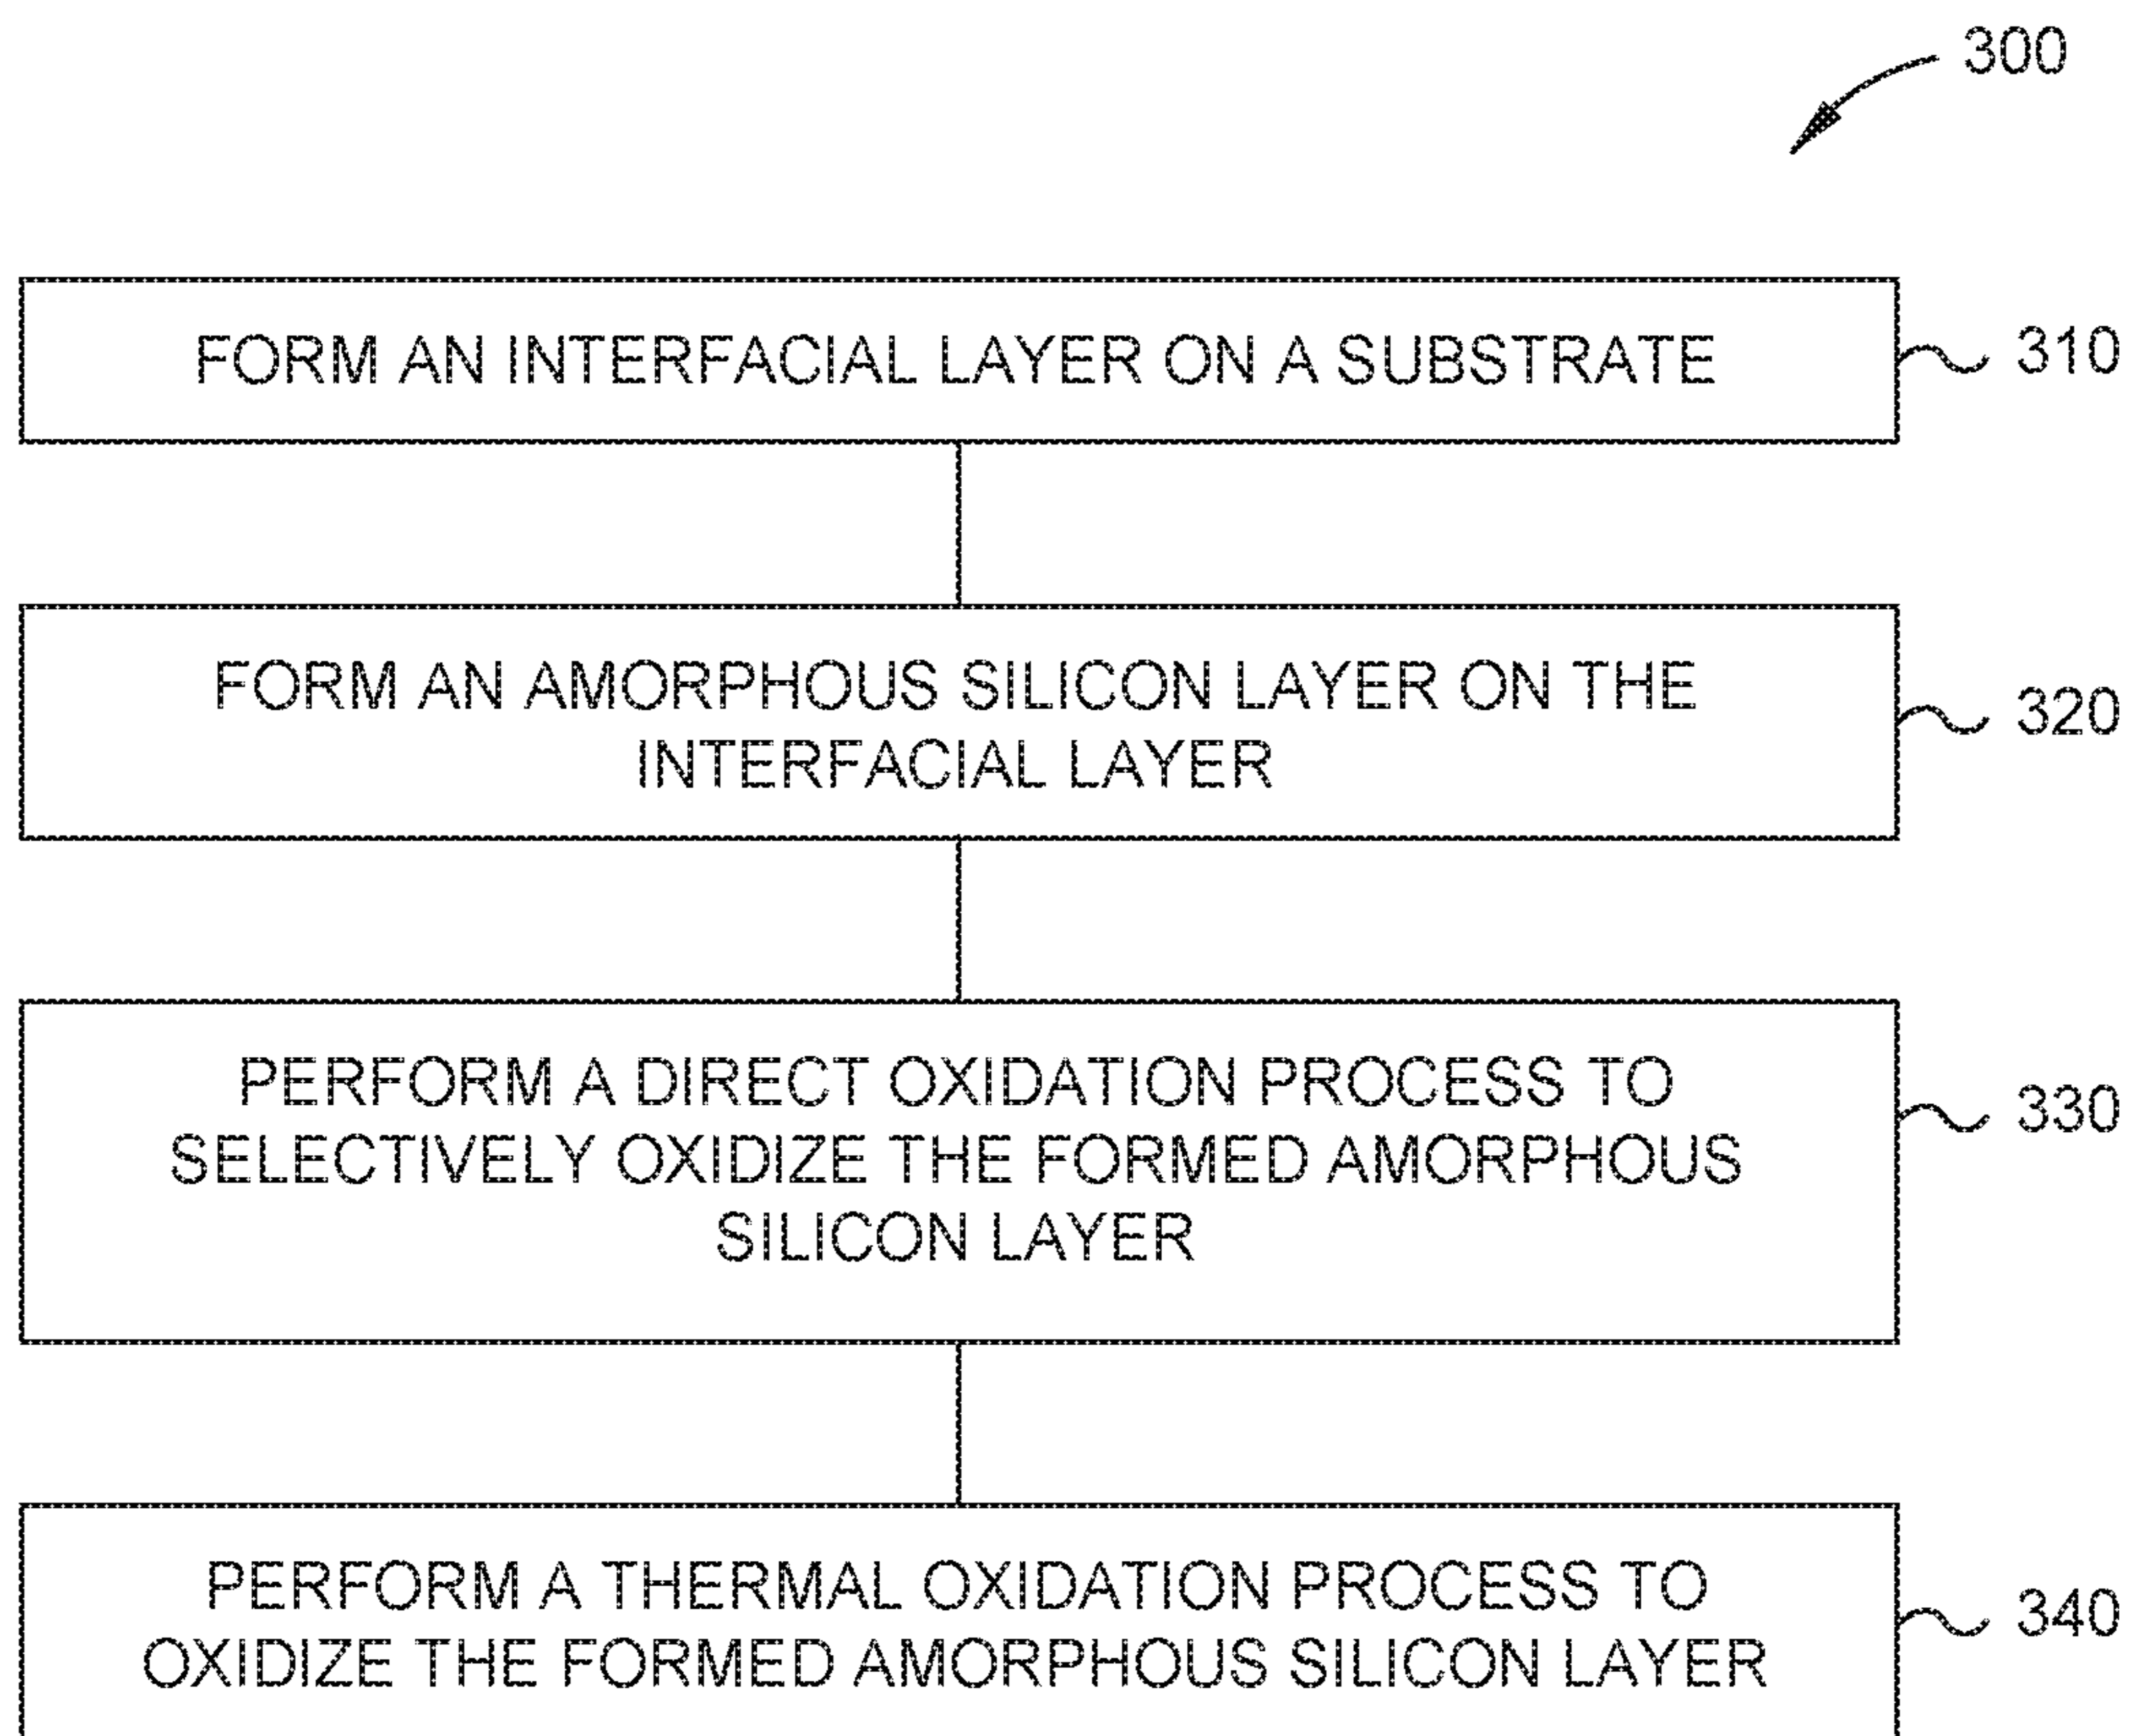 300
FORM AN INTERFACIAL LAYER ON A SUBSTRATE
310
FORM AN AMORPHOUS SILICON LAYER ON THE
INTERFACIAL LAYER
320
PERFORM A DIRECT OXIDATION PROCESS TO
SELECTIVELY OXIDIZE THE FORMED AMORPHOUS
SILICON LAYER
330
PERFORM A THERMAL OXIDATION PROCESS TO
OXIDIZE THE FORMED AMORPHOUS SILICON LAYER
340